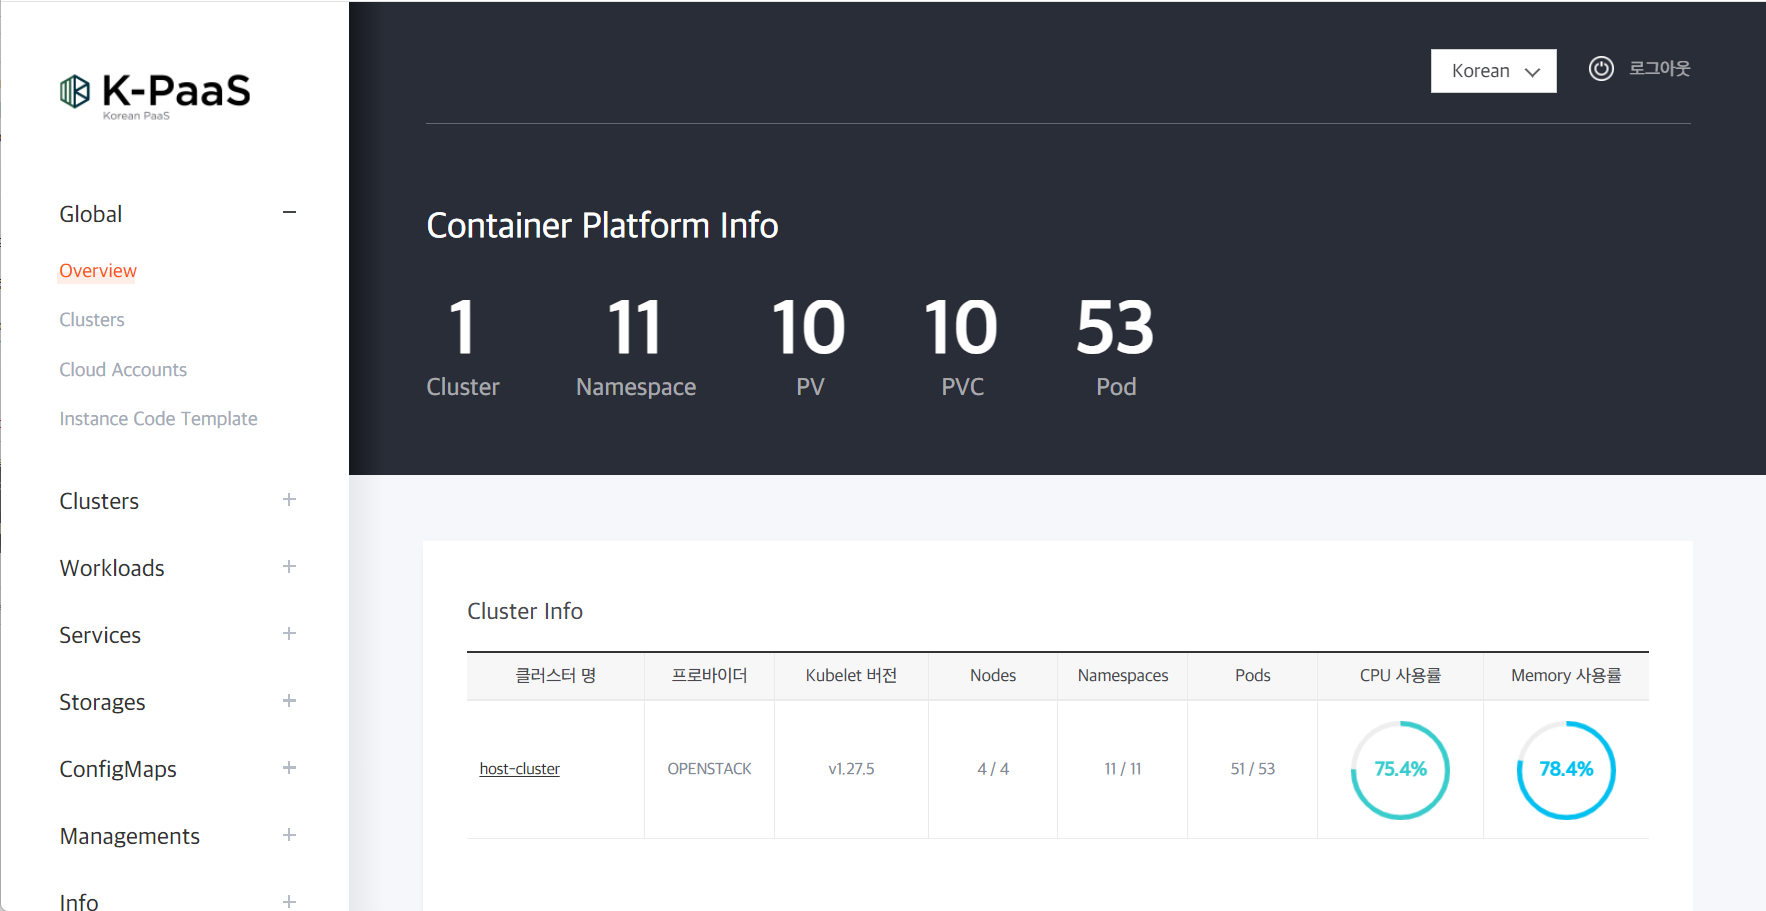 K-PaaS
Korean PaaS
Global
Overview
Clusters
Cloud Accounts
Instance Code Template
Clusters
Workloads
Services
Storages
ConfigMaps
Managements
Info
Korean
로그아웃
Container Platform Info
1 11 10 10 53
Cluster Namespace PV PVC Pod
Cluster Info
클러스터 명 프로바이더 Kubelet 버전 Nodes Namespaces Pods CPU 사용률 Memory 사용률
host-cluster OPENSTACK v1.27.5 4 / 4 11 / 11 51 / 53 75.4% 78.4%